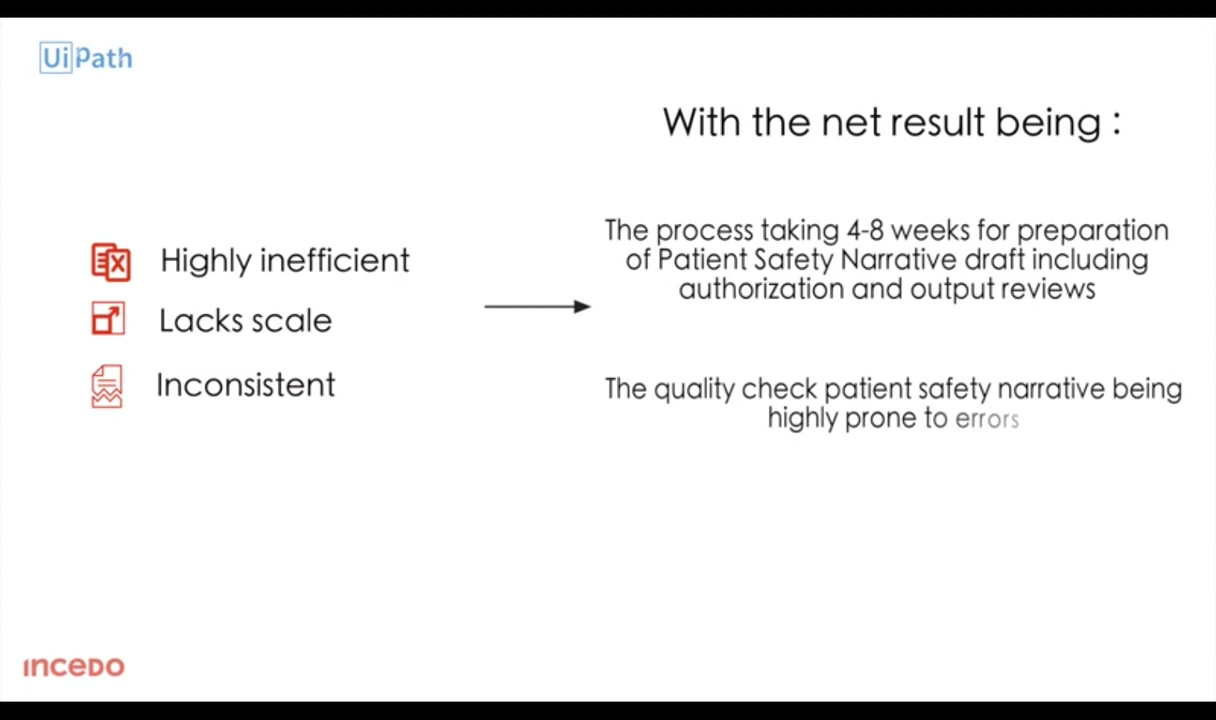 UiPath
With the net result being :
Highly inefficient
Lacks scale
Inconsistent
The process taking 4-8 weeks for preparation
of Patient Safety Narrative draft including
authorization and output reviews
The quality check patient safety narrative being
highly prone to errors
INCEDO